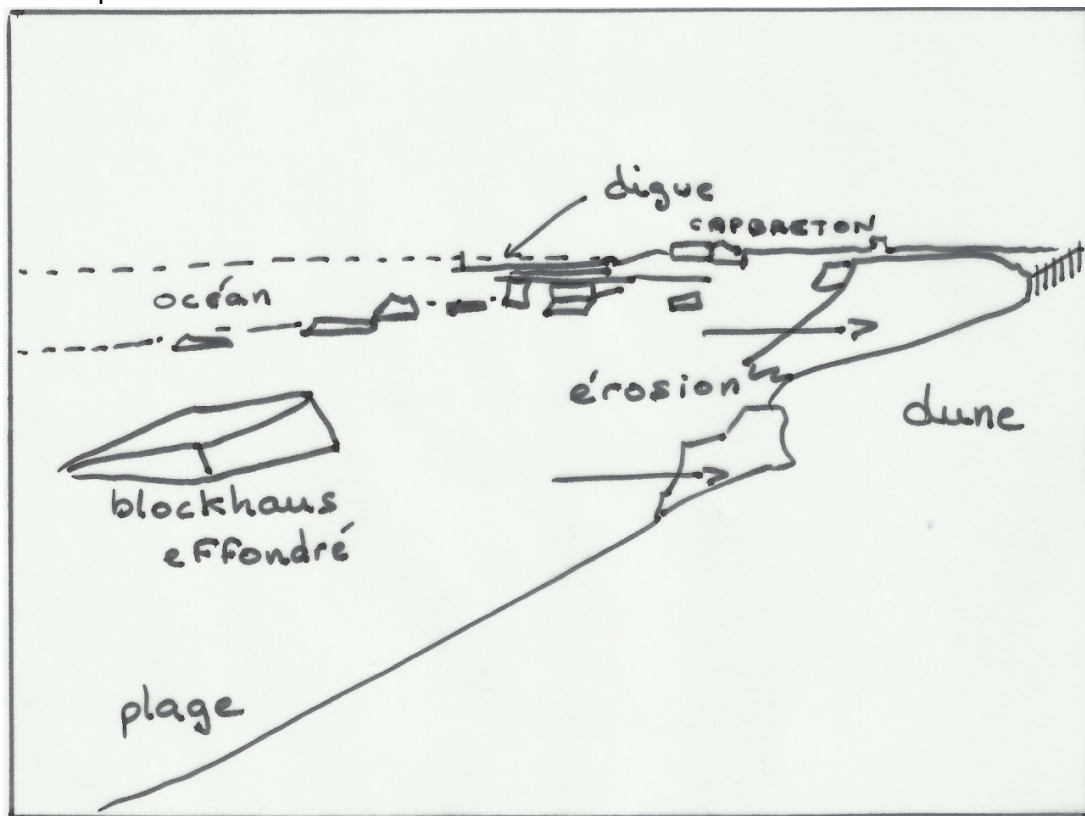 digue
CAPBRETON
océan
érosion
dune
blockhaus
effondré
plage